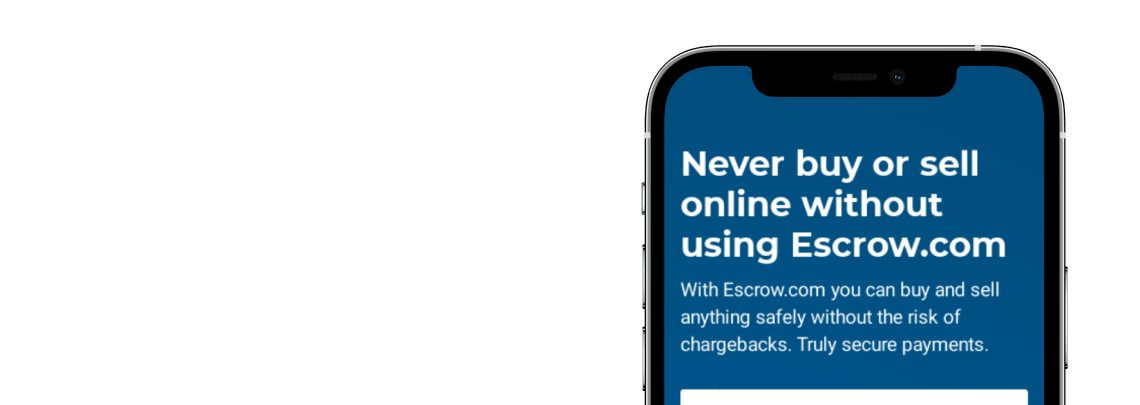 Never buy or sell
online without
using Escrow.com
With Escrow.com you can buy and sell
anything safely without the risk of
chargebacks. Truly secure payments.